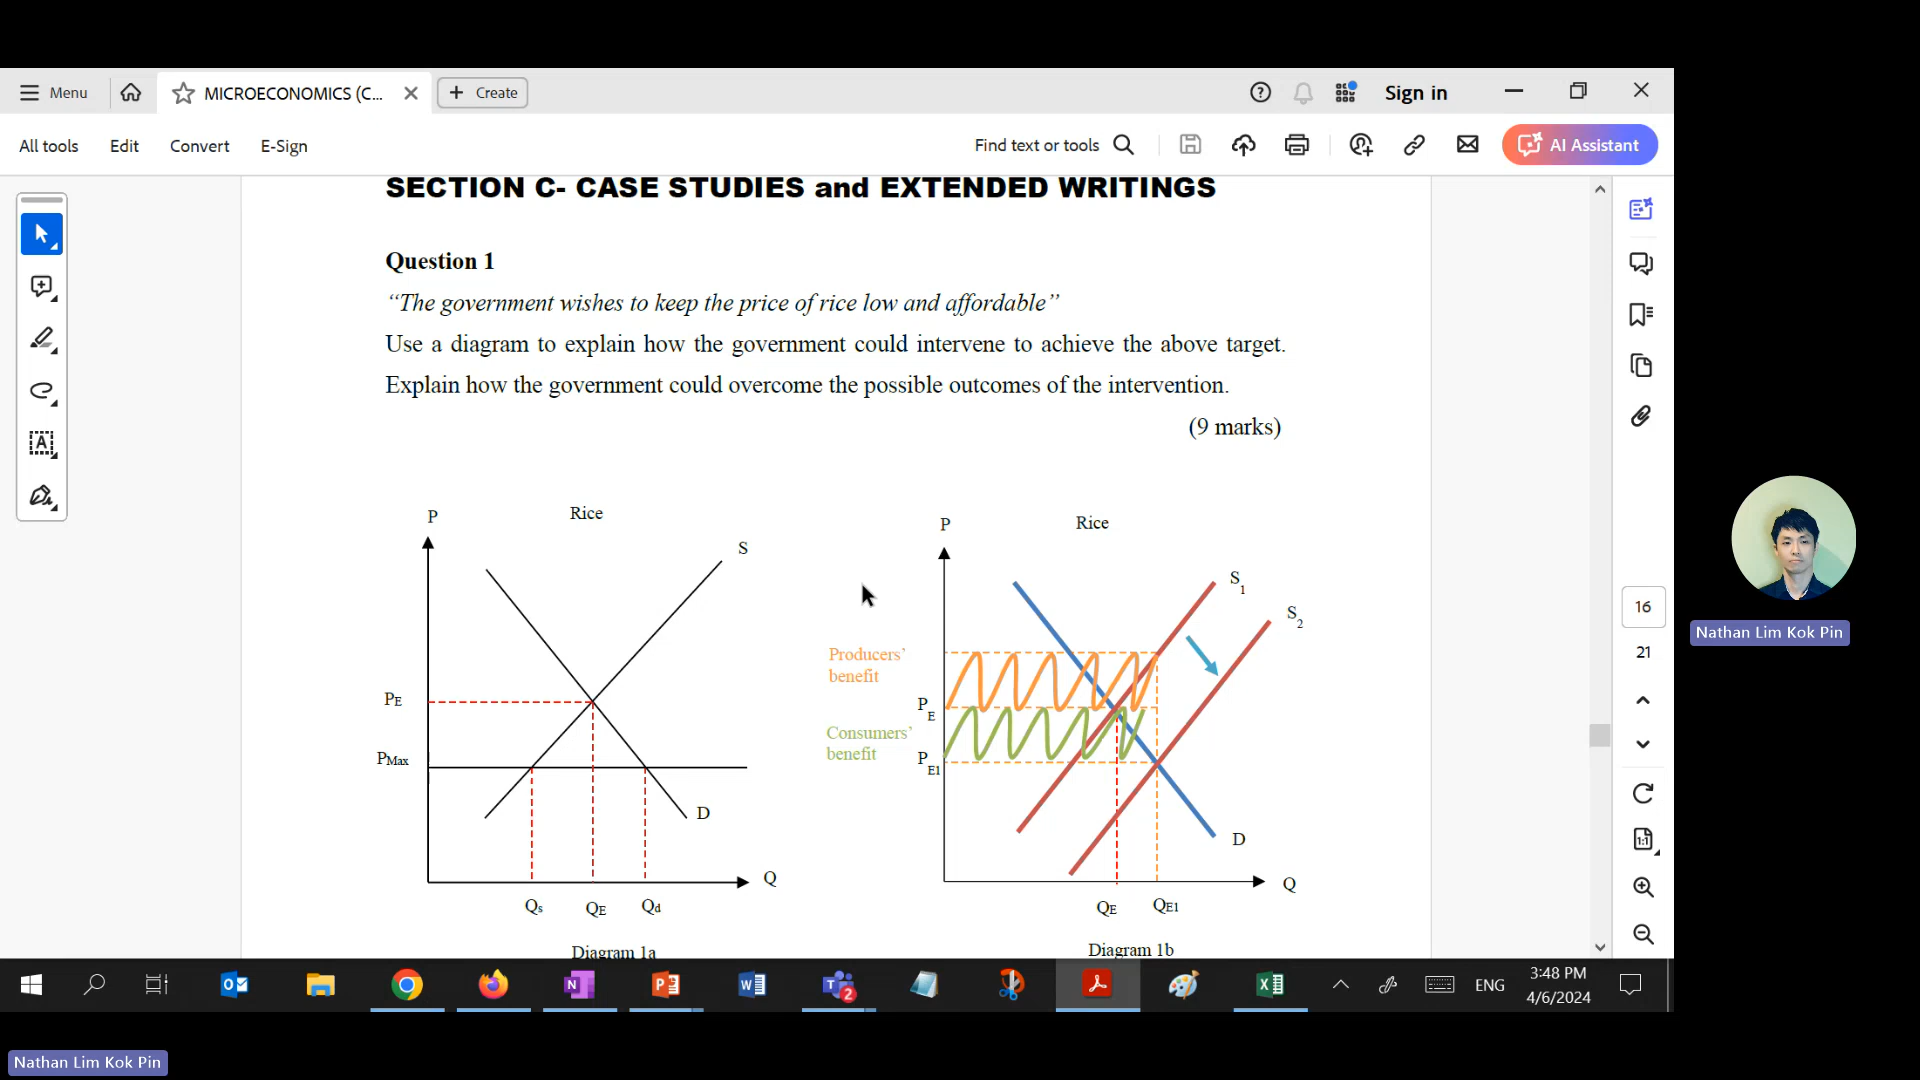 Menu
MICROECONOMICS (C...
Create
Sign in
All tools
Edit
Convert
E-Sign
Find text or tools
AI Assistant
SECTION C- CASE STUDIES and EXTENDED WRITINGS
Question 1
“The government wishes to keep the price of rice low and affordable”
Use a diagram to explain how the government could intervene to achieve the above target.
Explain how the government could overcome the possible outcomes of the intervention.
(9 marks)
P
Rice
S
PE
PMax
D
Q
Qs
QE
Qd
Diagram 1a
P
Rice
S1
S2
Producers’
benefit
PE
Consumers’
benefit
PE1
D
Q
QE
QE1
Diagram 1b
16
21
1:1
Nathan Lim Kok Pin
2
ENG
3:48 PM
4/6/2024
Nathan Lim Kok Pin